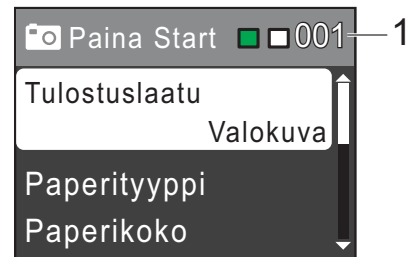 Paina Start 001 1
Tulostuslaatu
Valokuva
Paperityyppi
Paperikoko